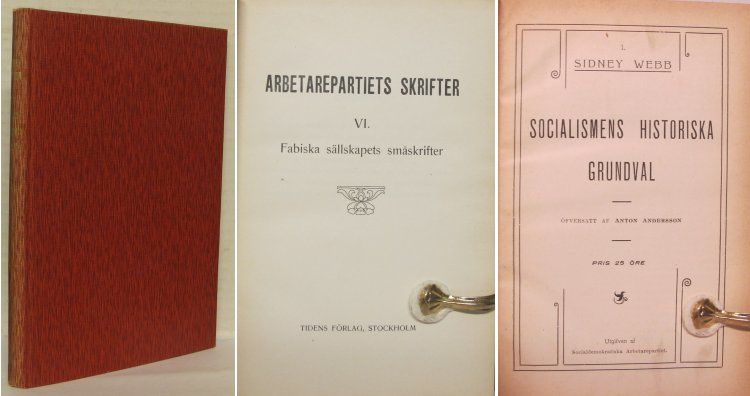 ARBETAREPARTIETS SKRIFTER
VI.
Fabiska sällskapets småskrifter
TIDENS FÖRLAG, STOCKHOLM
1.
SIDNEY WEBB
SOCIALISMENS HISTORISKA
GRUNDVAL
ÖFVERSATT AF ANTON ANDERSSON
PRIS 25 ÖRE
Utgifven af
Socialdemokratiska Arbetarepartiet.